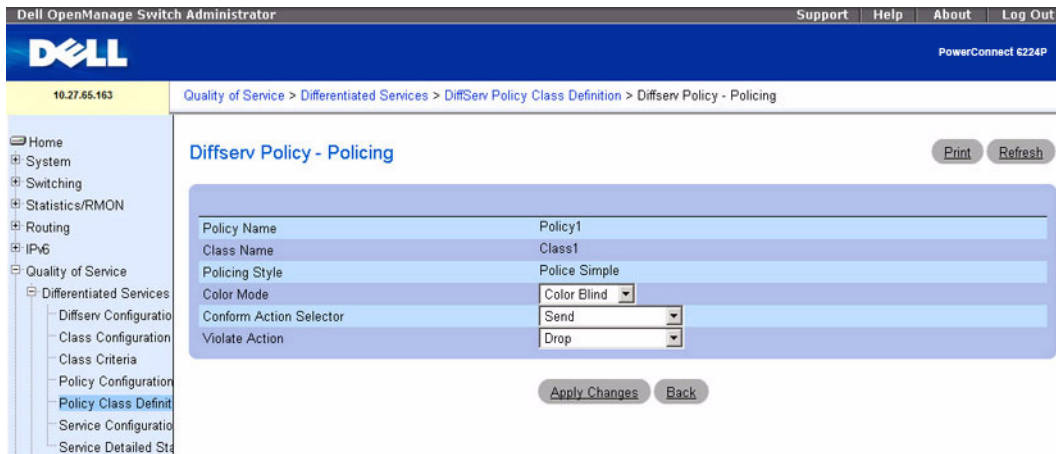 Dell OpenManage Switch Administrator
Support Help About Log Out
DELL
PowerConnect 6224P
10.27.65.163
Quality of Service > Differentiated Services > DiffServ Policy Class Definition > Diffserv Policy - Policing
Home
System
Switching
Statistics/RMON
Routing
IPv6
Quality of Service
Differentiated Services
Diffserv Configuratio
Class Configuration
Class Criteria
Policy Configuration
Policy Class Definit
Service Configuratio
Service Detailed Sta
Diffserv Policy - Policing
Print Refresh
Policy Name Policy1
Class Name Class1
Policing Style Police Simple
Color Mode Color Blind
Conform Action Selector Send
Violate Action Drop
Apply Changes Back